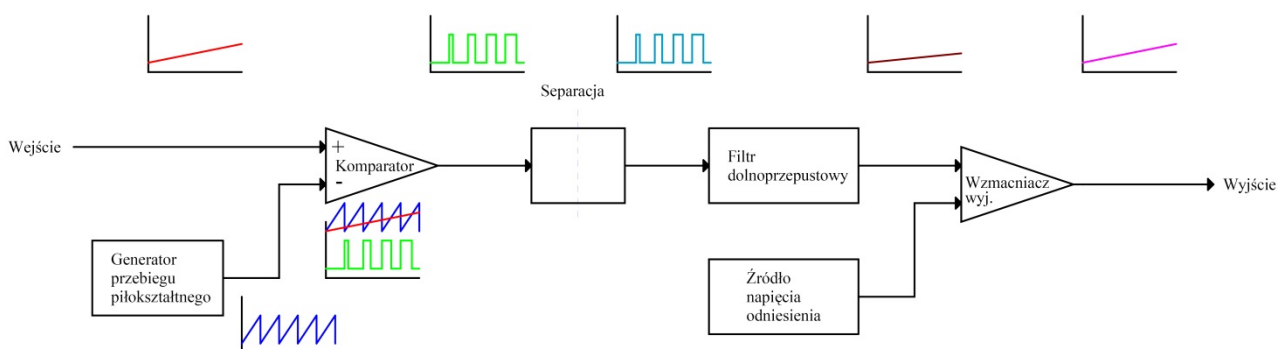 Separacja
Wejście
+
Komparator
-
Filtr
dolnoprzepustowy
Wzmacniacz
wyj.
Wyjście
Generator
przebiegu
piłokształtnego
Źródło
napięcia
odniesienia